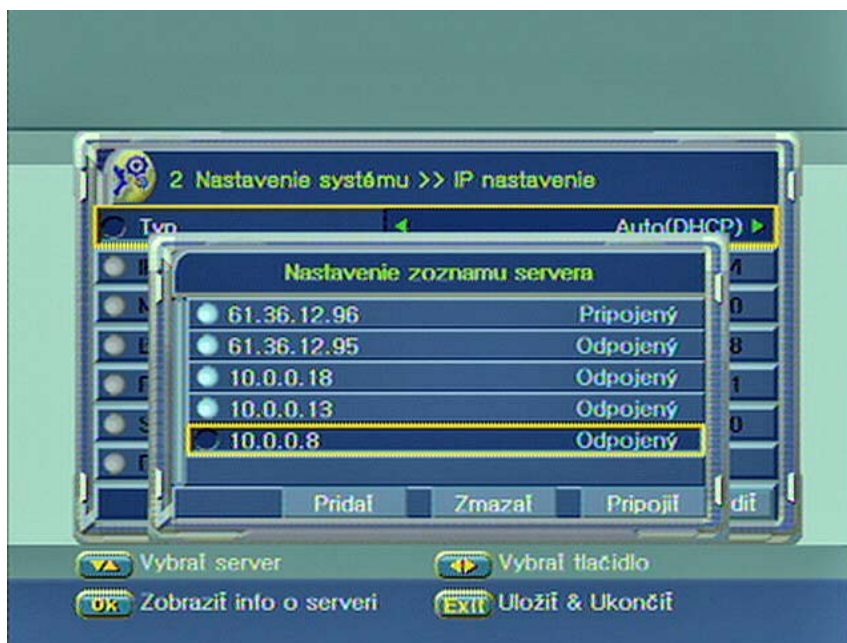 2 Nastavenie systému >> IP nastavenie
Typ Auto(DHCP)
Nastavenie zoznamu servera
61.36.12.96 Pripojený
61.36.12.95 Odpojený
10.0.0.18 Odpojený
10.0.0.13 Odpojený
10.0.0.8 Odpojený
Pridať Zmazať Pripojiť
Vybrať server Vybrať tlačidlo
OK Zobraziť info o serveri Exit Uložiť & Ukončiť